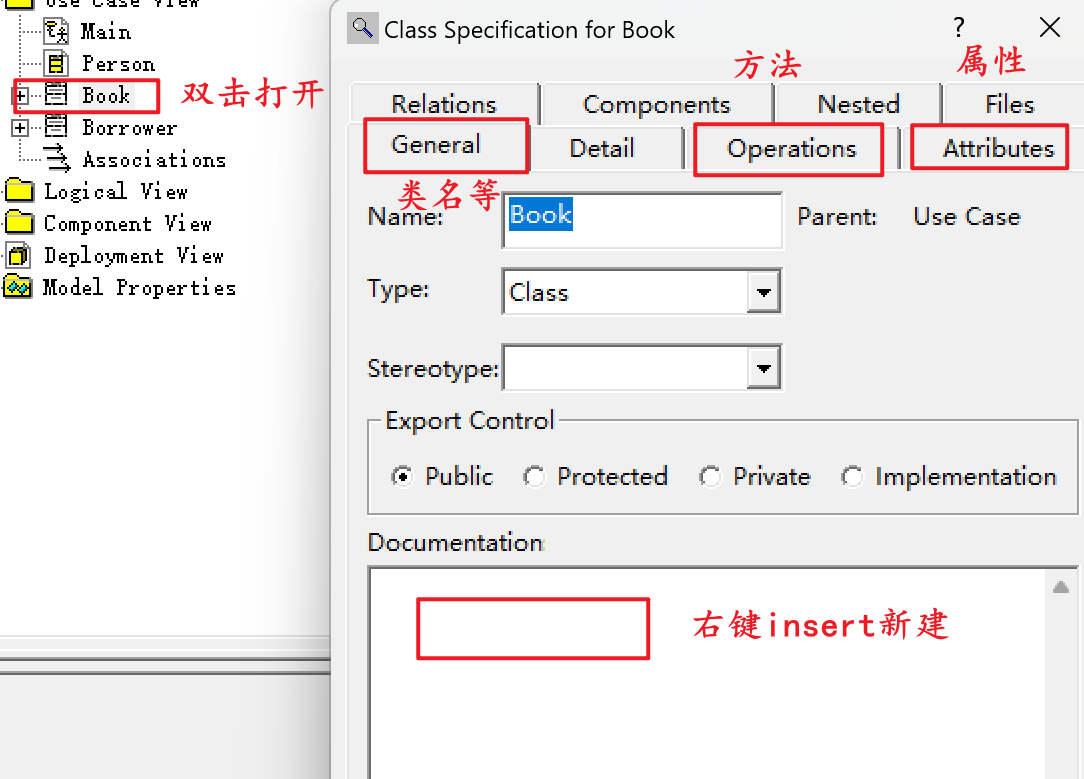 Use Case View
Main
Person
Book
Borrower
Associations
Logical View
Component View
Deployment View
Model Properties
双击打开
Class Specification for Book
?
方法
属性
Relations
Components
Nested
Files
General
Detail
Operations
Attributes
类名等
Name:
Book
Parent:
Use Case
Type:
Class
Stereotype:
Export Control
Public
Protected
Private
Implementation
Documentation:
右键insert新建